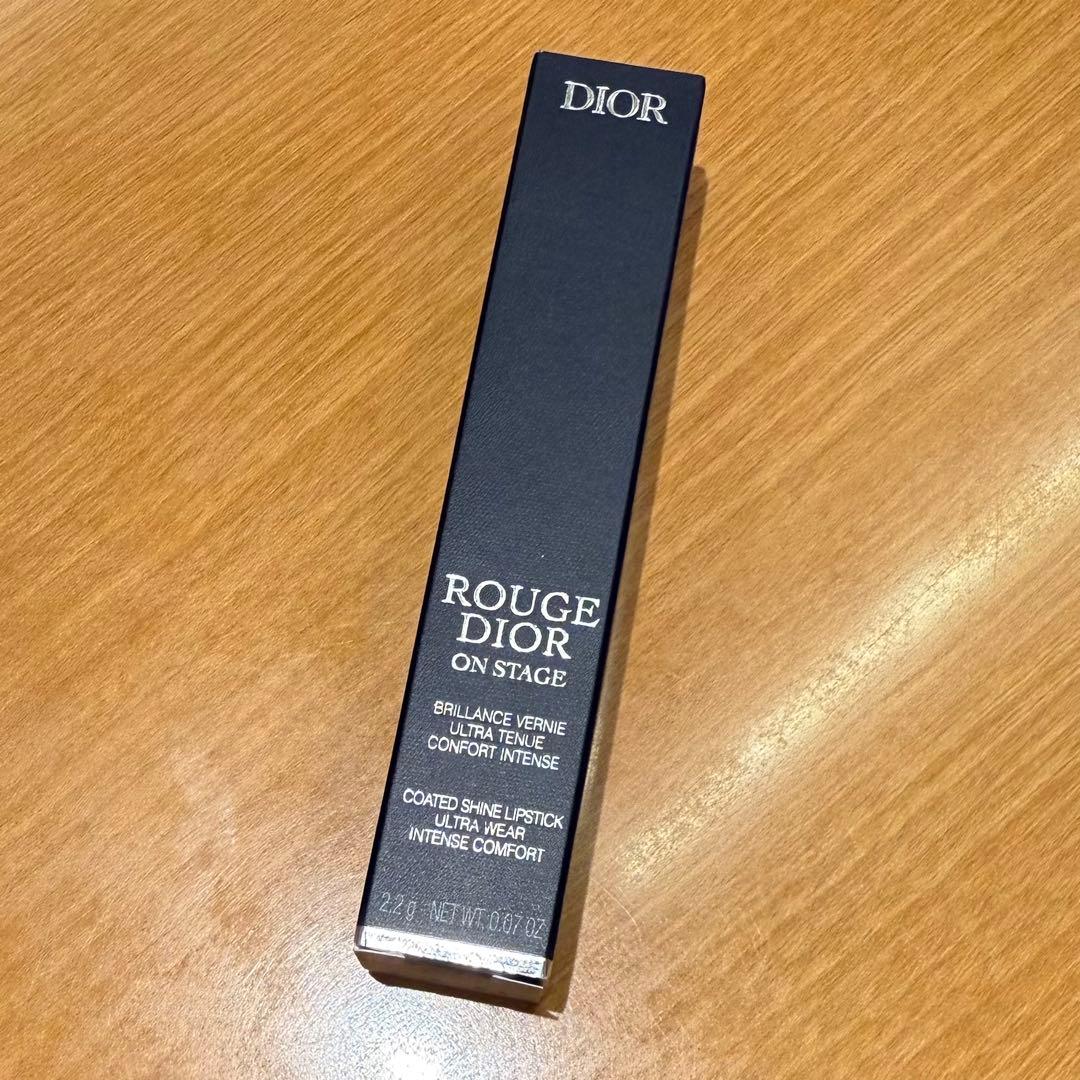 DIOR
ROUGE
DIOR
ON STAGE
BRILLANCE VERNIE
ULTRA TENUE
CONFORT INTENSE
COATED SHINE LIPSTICK
ULTRA WEAR
INTENSE COMFORT
2.2 g - NET WT. 0.07 OZ